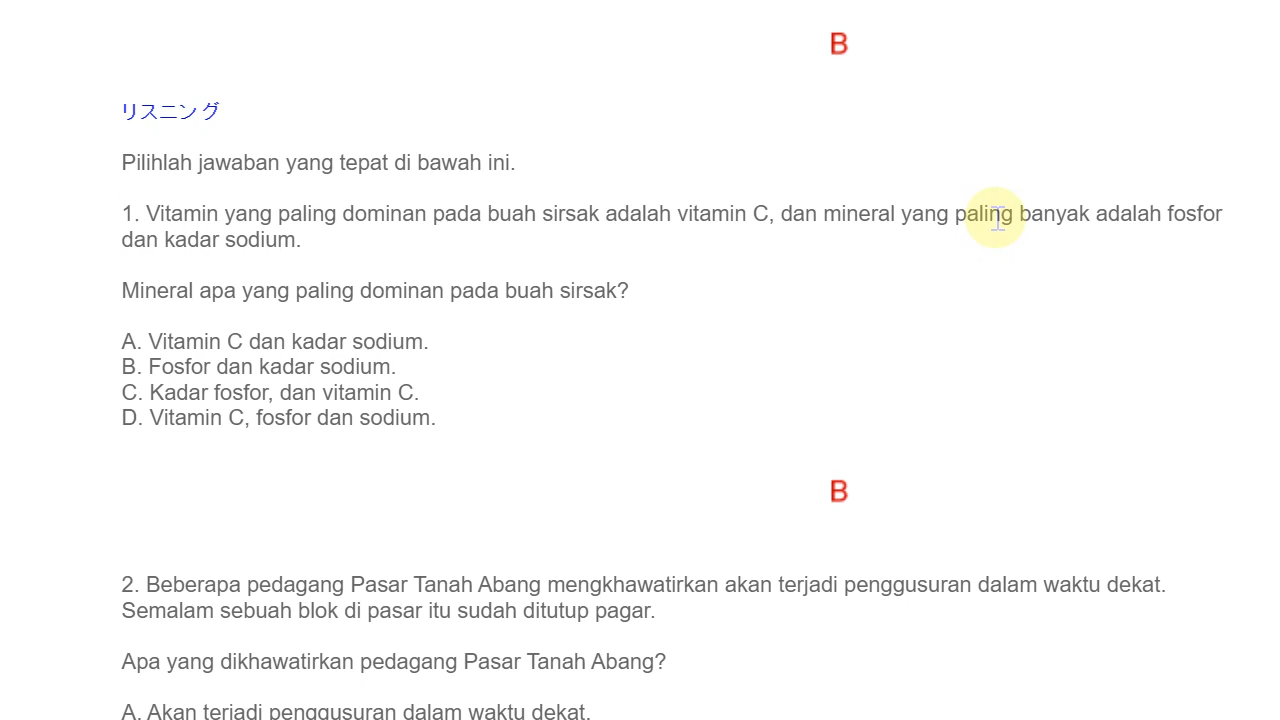 B
リスニング
Pilihlah jawaban yang tepat di bawah ini.
1. Vitamin yang paling dominan pada buah sirsak adalah vitamin C, dan mineral yang paling banyak adalah fosfor
dan kadar sodium.
Mineral apa yang paling dominan pada buah sirsak?
A. Vitamin C dan kadar sodium.
B. Fosfor dan kadar sodium.
C. Kadar fosfor, dan vitamin C.
D. Vitamin C, fosfor dan sodium.
B
2. Beberapa pedagang Pasar Tanah Abang mengkhawatirkan akan terjadi penggusuran dalam waktu dekat.
Semalam sebuah blok di pasar itu sudah ditutup pagar.
Apa yang dikhawatirkan pedagang Pasar Tanah Abang?
A. Akan terjadi penggusuran dalam waktu dekat.